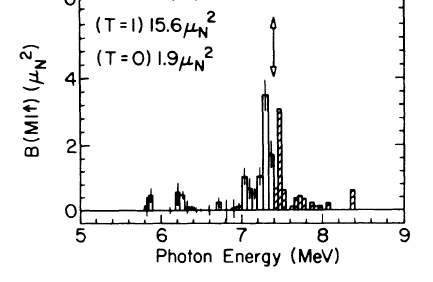 (T=1) 15.6μN²
(T=0) 1.9μN²
B(M1↑) (μN²)
4
2
0
5 6 7 8 9
Photon Energy (MeV)